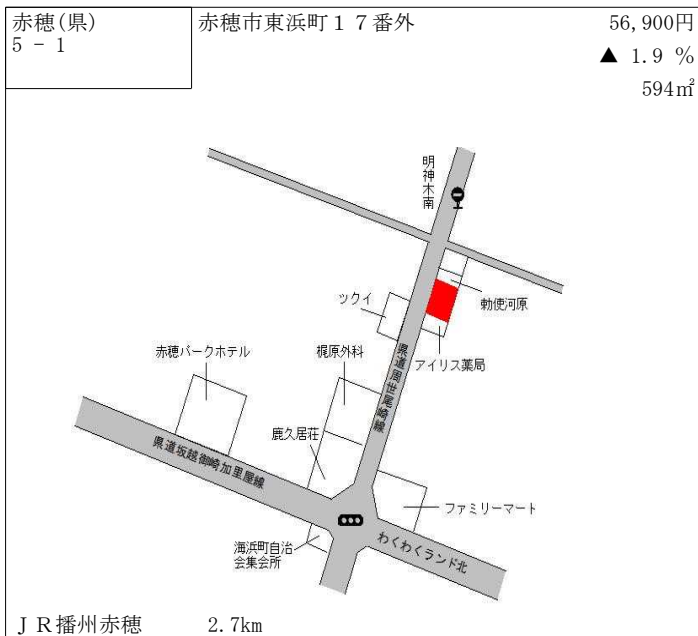 赤穂(県)
5 - 1
赤穂市東浜町１７番外
56,900円
▲ 1.9 %
594㎡
明神木南
勅使河原
ツクイ
アイリス薬局
赤穂パークホテル
梶原外科
県道周世尾崎線
鹿久居荘
県道坂越御崎加里屋線
ファミリーマート
海浜町自治
会集会所
わくわくランド北
ＪＲ播州赤穂
2.7km